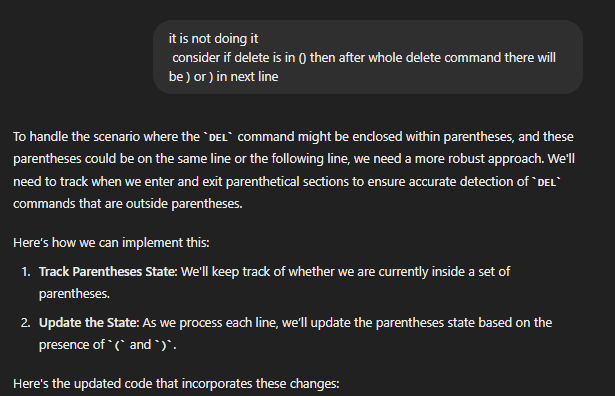 it is not doing it
consider if delete is in () then after whole delete command there will
be ) or ) in next line
To handle the scenario where the `DEL` command might be enclosed within parentheses, and these
parentheses could be on the same line or the following line, we need a more robust approach. We'll
need to track when we enter and exit parenthetical sections to ensure accurate detection of `DEL`
commands that are outside parentheses.
Here's how we can implement this:
1. Track Parentheses State: We'll keep track of whether we are currently inside a set of
parentheses.
2. Update the State: As we process each line, we'll update the parentheses state based on the
presence of `(` and `)`.
Here's the updated code that incorporates these changes: